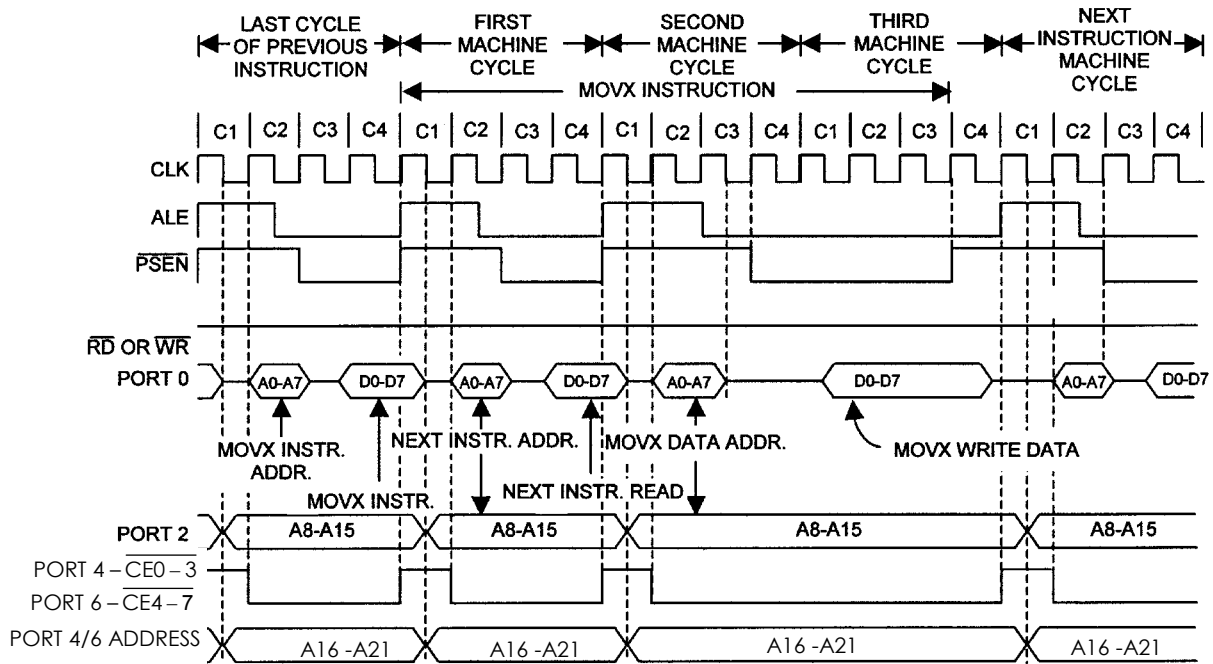 LAST CYCLE
OF PREVIOUS
INSTRUCTION
FIRST
MACHINE
CYCLE
SECOND
MACHINE
CYCLE
THIRD
MACHINE
CYCLE
NEXT
INSTRUCTION
MACHINE
CYCLE
MOVX INSTRUCTION
C1 C2 C3 C4 C1 C2 C3 C4 C1 C2 C3 C4 C1 C2 C3 C4 C1 C2 C3 C4
CLK
ALE
PSEN
RD OR WR
PORT 0
A0-A7 D0-D7 A0-A7 D0-D7 A0-A7 D0-D7 A0-A7 D0-D7
MOVX INSTR.
ADDR.
NEXT INSTR. ADDR.
MOVX DATA ADDR.
MOVX WRITE DATA
MOVX INSTR.
NEXT INSTR. READ
PORT 2
A8-A15 A8-A15 A8-A15 A8-A15
PORT 4 – CE0 – 3
PORT 6 – CE4 – 7
PORT 4/6 ADDRESS
A16 -A21 A16 -A21 A16 -A21 A16 -A21